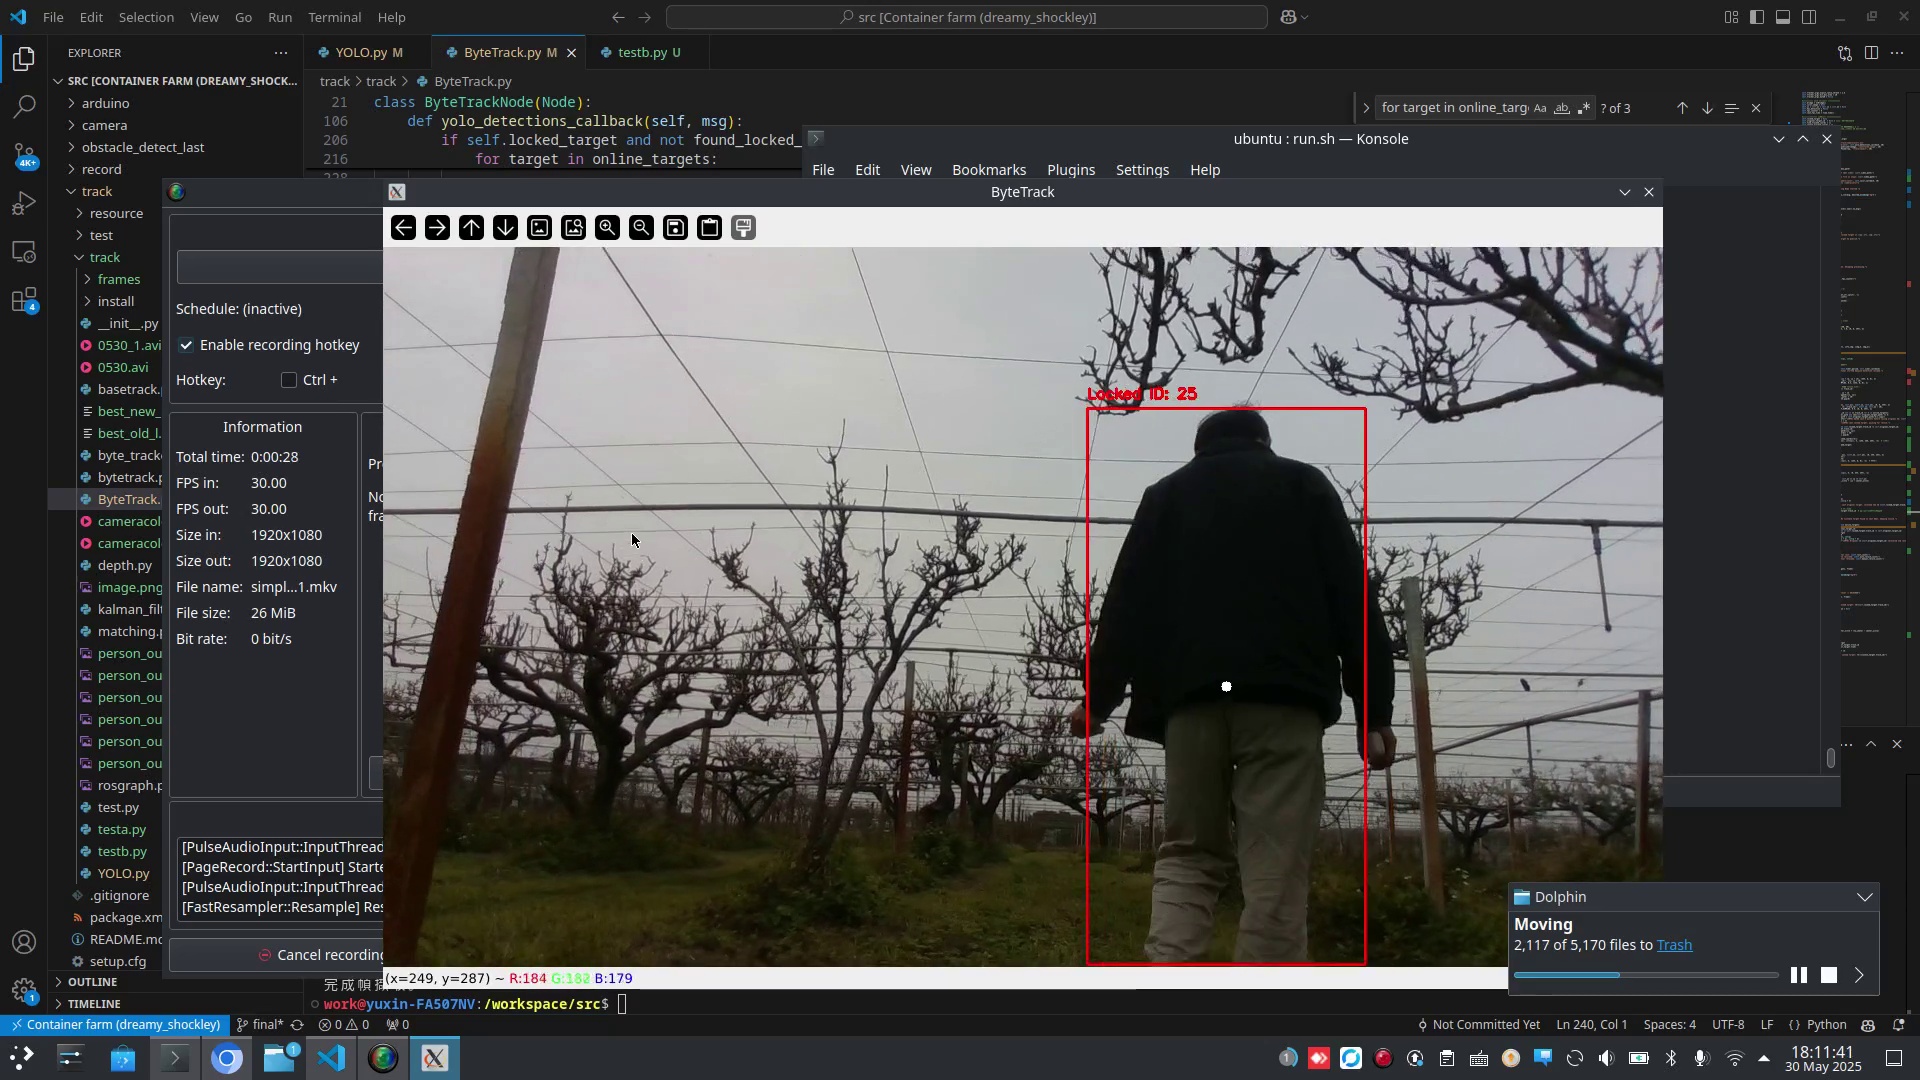 File Edit Selection View Go Run Terminal Help
src [Container farm (dreamy_shockley)]
EXPLORER
SRC [CONTAINER FARM (DREAMY_SHOCK...
arduino
camera
obstacle_detect_last
record
track
resource
test
track
frames
install
__init__.py
0530_1.avi
0530.avi
basetrack.
best_new_
best_old_l.
byte_track
bytetrack.p
ByteTrack.
cameracol
cameracol
depth.py
image.png
kalman_filt
matching.p
person_ou
person_ou
person_ou
person_ou
person_ou
person_ou
rosgraph.p
test.py
testa.py
testb.py
YOLO.py
.gitignore
package.xm
README.md
setup.cfg
OUTLINE
TIMELINE
4K+
4
1
YOLO.py M
ByteTrack.py M
testb.py U
track > track > ByteTrack.py
21 class ByteTrackNode(Node):
106 def yolo_detections_callback(self, msg):
206 if self.locked_target and not found_locked_
216 for target in online_targets:
for target in online_targ
Aa ab .*
? of 3
ubuntu : run.sh — Konsole
File Edit View Bookmarks Plugins Settings Help
ByteTrack
Schedule: (inactive)
Enable recording hotkey
Hotkey: Ctrl +
Information
Total time: 0:00:28
FPS in: 30.00
FPS out: 30.00
Size in: 1920x1080
Size out: 1920x1080
File name: simpl...1.mkv
File size: 26 MiB
Bit rate: 0 bit/s
Pr
No
fra
[PulseAudioInput::InputThread
[PageRecord::StartInput] Starte
[PulseAudioInput::InputThread
[FastResampler::Resample] Res
Cancel recording
Locked ID: 25
(x=249, y=287) ~ R:184 G:182 B:179
Dolphin
Moving
2,117 of 5,170 files to Trash
work@yuxin-FA507NV:/workspace/src$
Container farm (dreamy_shockley)
final*
0 0
0
Not Committed Yet
Ln 240, Col 1
Spaces: 4
UTF-8
LF
Python
1
1
18:11:41
30 May 2025